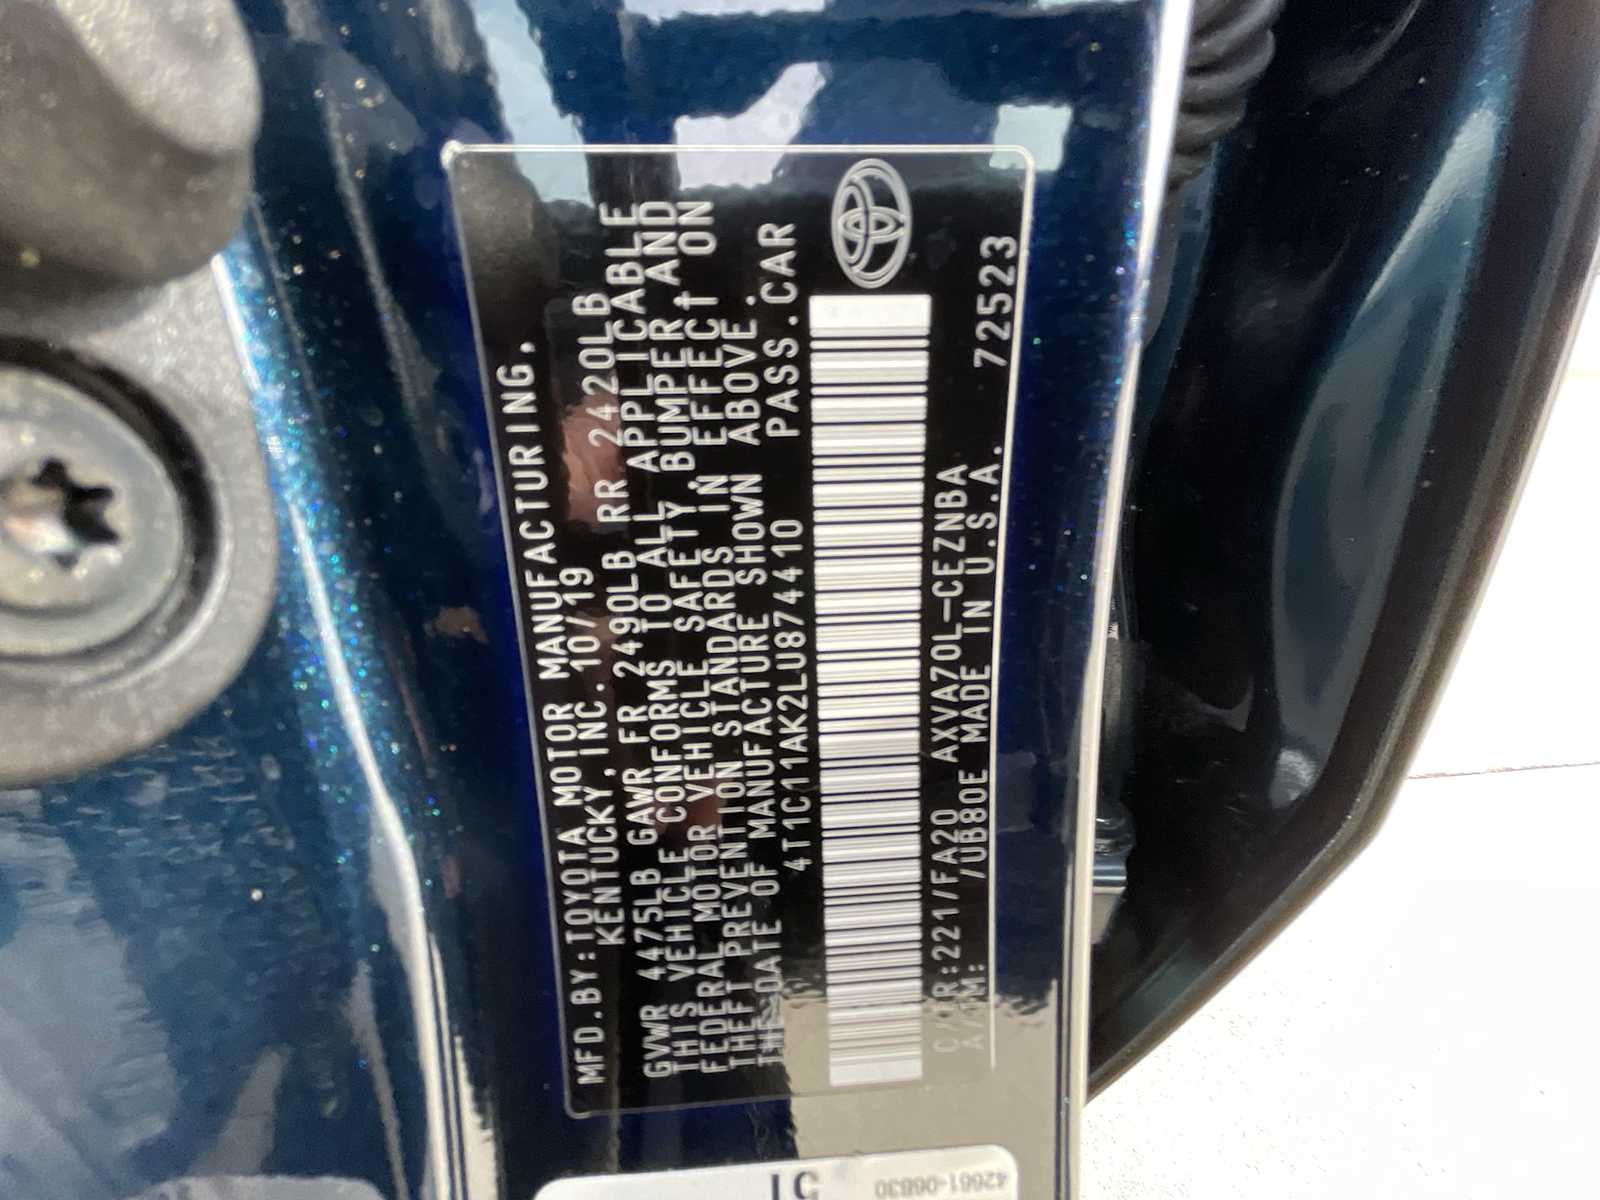 MFD.BY:TOYOTA MOTOR MANUFACTURING,
KENTUCKY,INC. 10/19
GVWR 4475LB GAWR FR 2490LB RR 2420LB
THIS VEHICLE CONFORMS TO ALL APPLICABLE
FEDERAL MOTOR VEHICLE SAFETY,BUMPER,AND
THEFT PREVENTION STANDARDS IN EFFECT ON
THE DATE OF MANUFACTURE SHOWN ABOVE.
4T1C11AK2LU874410 PASS.CAR
C/TR:221/FA20 AXVA70L-CEZNBA
A/TM: /UB80E MADE IN U.S.A. 72523
42661-06B30